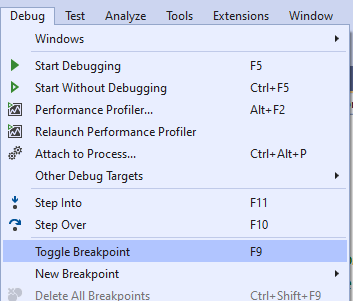 Debug Test Analyze Tools Extensions Window
Windows
Start Debugging F5
Start Without Debugging Ctrl+F5
Performance Profiler... Alt+F2
Relaunch Performance Profiler
Attach to Process... Ctrl+Alt+P
Other Debug Targets
Step Into F11
Step Over F10
Toggle Breakpoint F9
New Breakpoint
Delete All Breakpoints Ctrl+Shift+F9